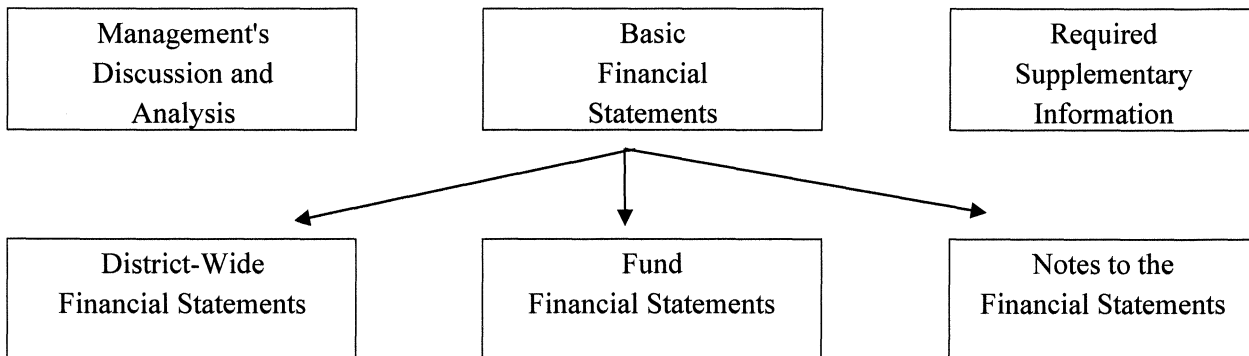 Management's
Discussion and
Analysis
Basic
Financial
Statements
Required
Supplementary
Information
District-Wide
Financial Statements
Fund
Financial Statements
Notes to the
Financial Statements